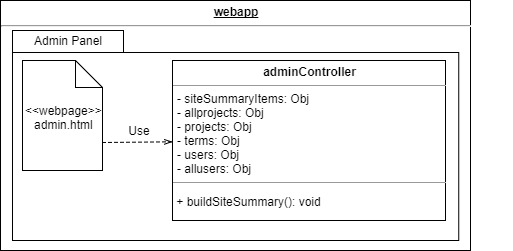 webapp
Admin Panel
adminController
<<webpage>>
admin.html
Use
- siteSummaryItems: Obj
- allprojects: Obj
- projects: Obj
- terms: Obj
- users: Obj
- allusers: Obj
+ buildSiteSummary(): void